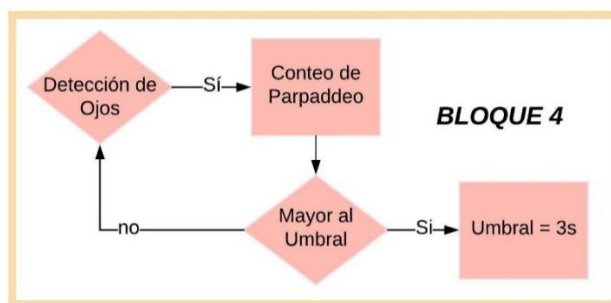 Detección de
Ojos
Sí
Conteo de
Parpaddeo
BLOQUE 4
no
Mayor al
Umbral
Si
Umbral = 3s